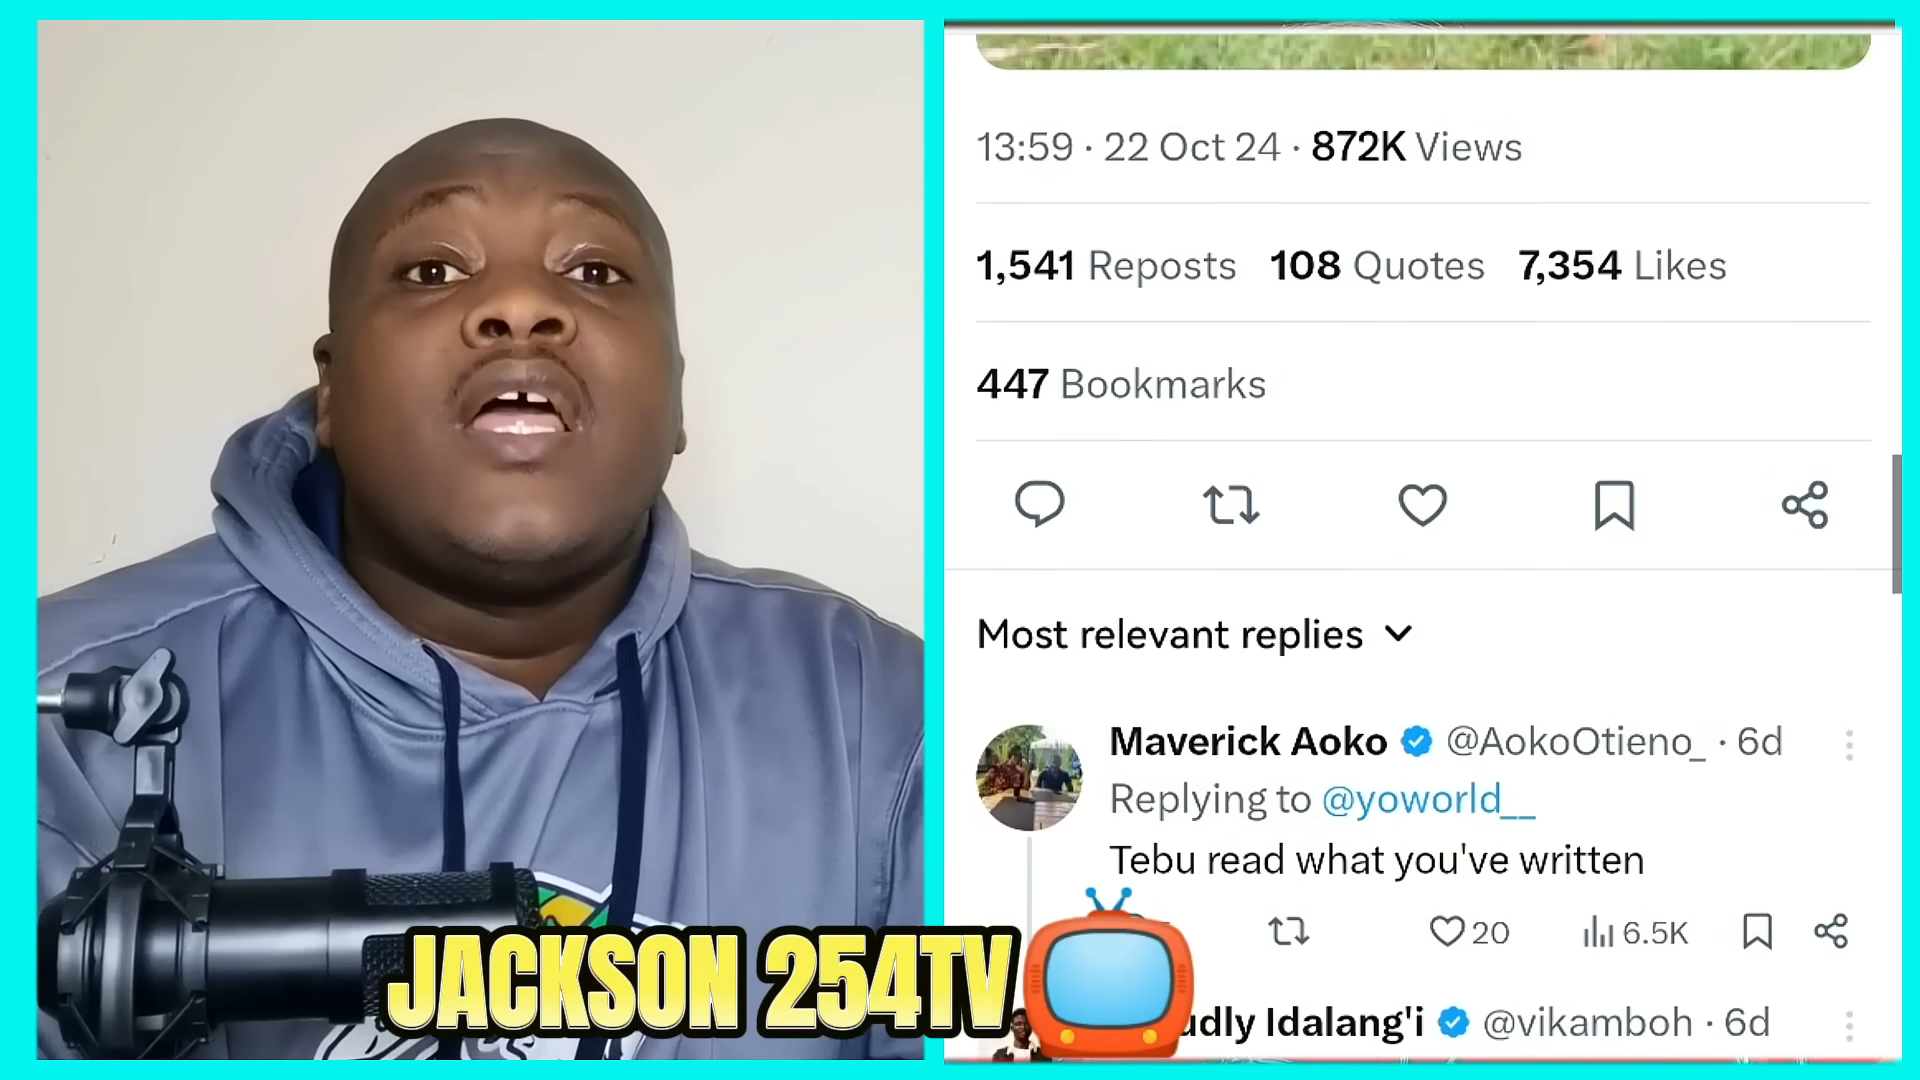 13:59 · 22 Oct 24 · 872K Views
1,541 Reposts 108 Quotes 7,354 Likes
447 Bookmarks
Most relevant replies
Maverick Aoko @AokoOtieno_ · 6d
Replying to @yoworld__
Tebu read what you've written
20 6.5K
JACKSON 254TV
udly Idalang'i @vikamboh · 6d